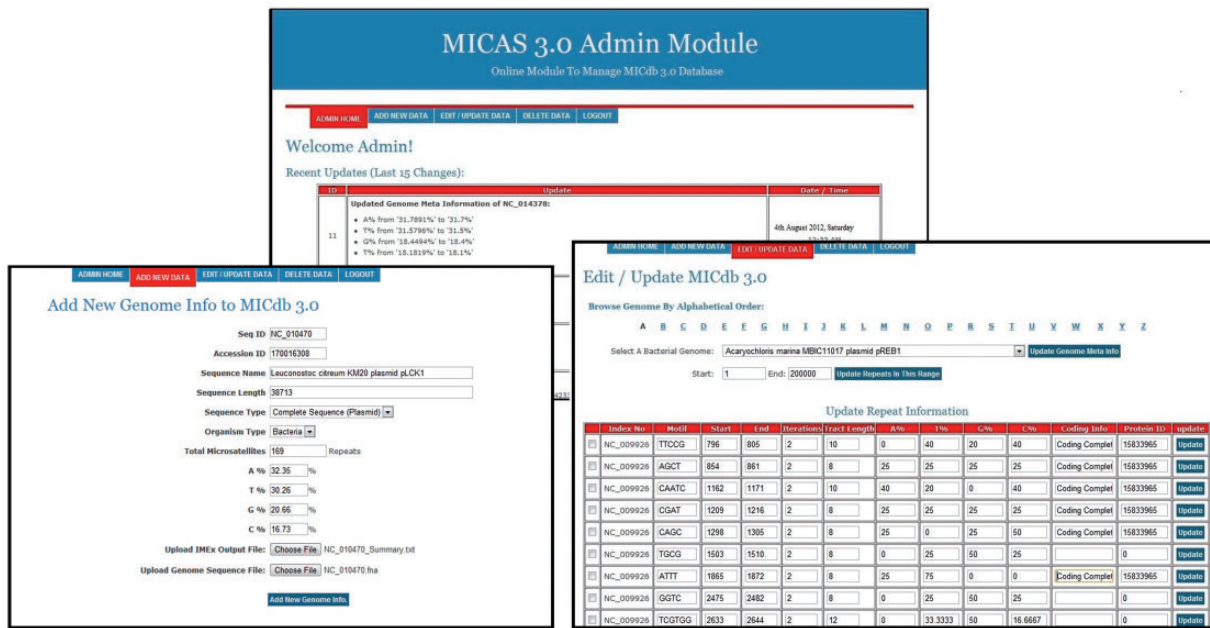 MICAS 3.0 Admin Module
Online Module To Manage MICdb 3.0 Database
ADMIN HOME ADD NEW DATA EDIT / UPDATE DATA DELETE DATA LOGOUT
Welcome Admin!
Recent Updates (Last 15 Changes):
ID Update Date / Time
Updated Genome Meta Information of NC_014378:
• A% from '31.7891%' to '31.7%'
• T% from '31.5796%' to '31.5%'
• G% from '18.4494%' to '18.4%'
• T% from '18.1819%' to '18.1%'
11
4th August 2012, Saturday
ADMIN HOME ADD NEW DATA EDIT / UPDATE DATA DELETE DATA LOGOUT
Add New Genome Info to MICdb 3.0
Seq ID NC_010470
Accession ID 170016308
Sequence Name Leuconostoc citreum KM20 plasmid pLCK1
Sequence Length 38713
Sequence Type Complete Sequence (Plasmid)
Organism Type Bacteria
Total Microsatellites 169 Repeats
A % 32.35 %
T % 30.26 %
G % 20.66 %
C % 16.73 %
Upload IMEx Output File: Choose File NC_010470_Summary.txt
Upload Genome Sequence File: Choose File NC_010470.fna
Add New Genome Info.
ADMIN HOME ADD NEW DATA EDIT / UPDATE DATA DELETE DATA LOGOUT
Edit / Update MICdb 3.0
Browse Genome By Alphabetical Order:
A B C D E F G H I J K L M N O P R S T U V W X Y Z
Select A Bacterial Genome: Acaryochloris marina MBIC11017 plasmid pREB1 Update Genome Meta Info
Start: 1 End: 200000 Update Repeats In This Range
Update Repeat Information
Index No Motif Start End Iterations Tract Length A% T% G% C% Coding Info Protein ID update
NC_009926 TTCCG 796 805 2 10 0 40 20 40 Coding Complet 15833965 Update
NC_009926 AGCT 854 861 2 8 25 25 25 25 Coding Complet 15833965 Update
NC_009926 CAATC 1162 1171 2 10 40 20 0 40 Coding Complet 15833965 Update
NC_009926 CGAT 1209 1216 2 8 25 25 25 25 Coding Complet 15833965 Update
NC_009926 CAGC 1298 1305 2 8 25 0 25 50 Coding Complet 15833965 Update
NC_009926 TGCG 1503 1510 2 8 0 25 50 25 0 Update
NC_009926 ATTT 1865 1872 2 8 25 75 0 0 Coding Complet 15833965 Update
NC_009926 GGTC 2475 2482 2 8 0 25 50 25 0 Update
NC_009926 TCGTGG 2633 2644 2 12 0 33.3333 50 16.6667 0 Update